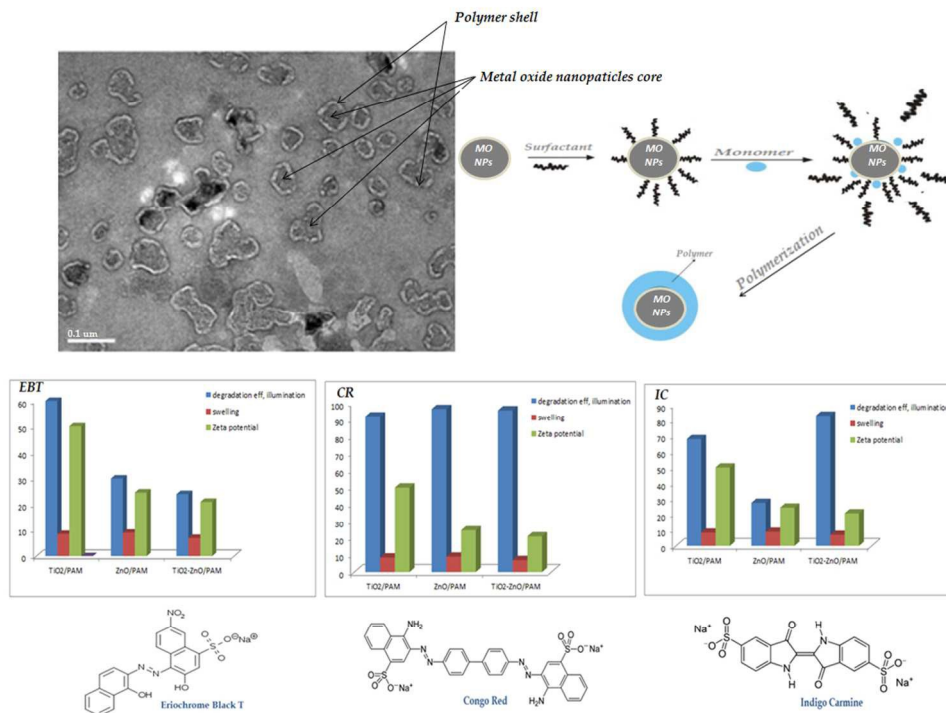 Polymer shell
Metal oxide nanopaticles core
0.1 um
MO
NPs
Surfactant
MO
NPs
Monomer
MO
NPs
Polymerization
Polymer
MO
NPs
EBT
60
50
40
30
20
10
0
TiO2/PAM
ZnO/PAM
TiO2-ZnO/PAM
degradation eff, illumination
swelling
Zeta potential
CR
100
90
80
70
60
50
40
30
20
10
0
TiO2/PAM
ZnO/PAM
TiO2-ZnO/PAM
degradation eff, illumination
swelling
Zeta potential
IC
90
80
70
60
50
40
30
20
10
0
TiO2/PAM
ZnO/PAM
TiO2-ZnO/PAM
degradation eff, illumination
swelling
Zeta potential
NO₂
O
S
O
O
⊖Na⊕
N
N
OH
HO
Eriochrome Black T
NH₂
N
N
O
S
O
O⁻
Na⁺
N
N
O
S
O
O⁻
Na⁺
NH₂
Congo Red
Na⁺
O
S
O
⁻O
O
H
N
N
H
O
O
S
O
O⁻
Na⁺
Indigo Carmine